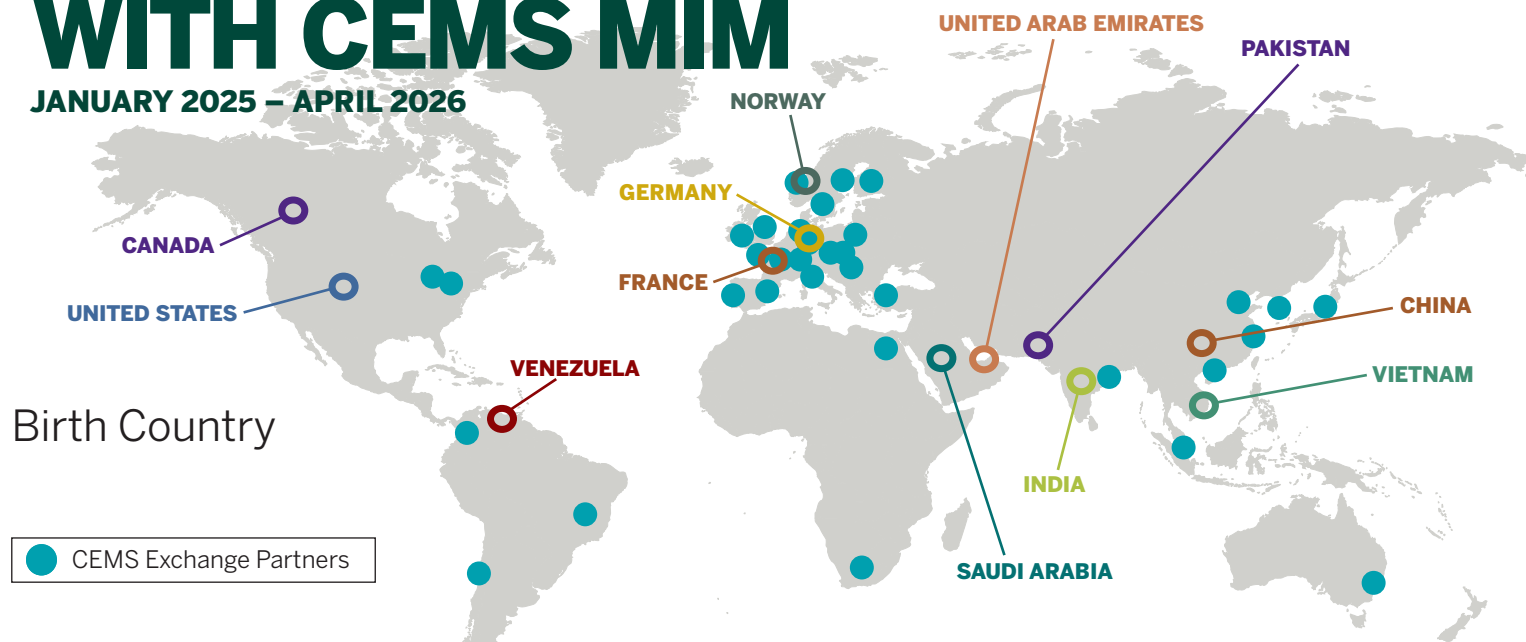 WITH CEMS MIM
JANUARY 2025 – APRIL 2026
UNITED ARAB EMIRATES
PAKISTAN
NORWAY
GERMANY
CANADA
FRANCE
UNITED STATES
CHINA
VENEZUELA
VIETNAM
Birth Country
INDIA
CEMS Exchange Partners
SAUDI ARABIA